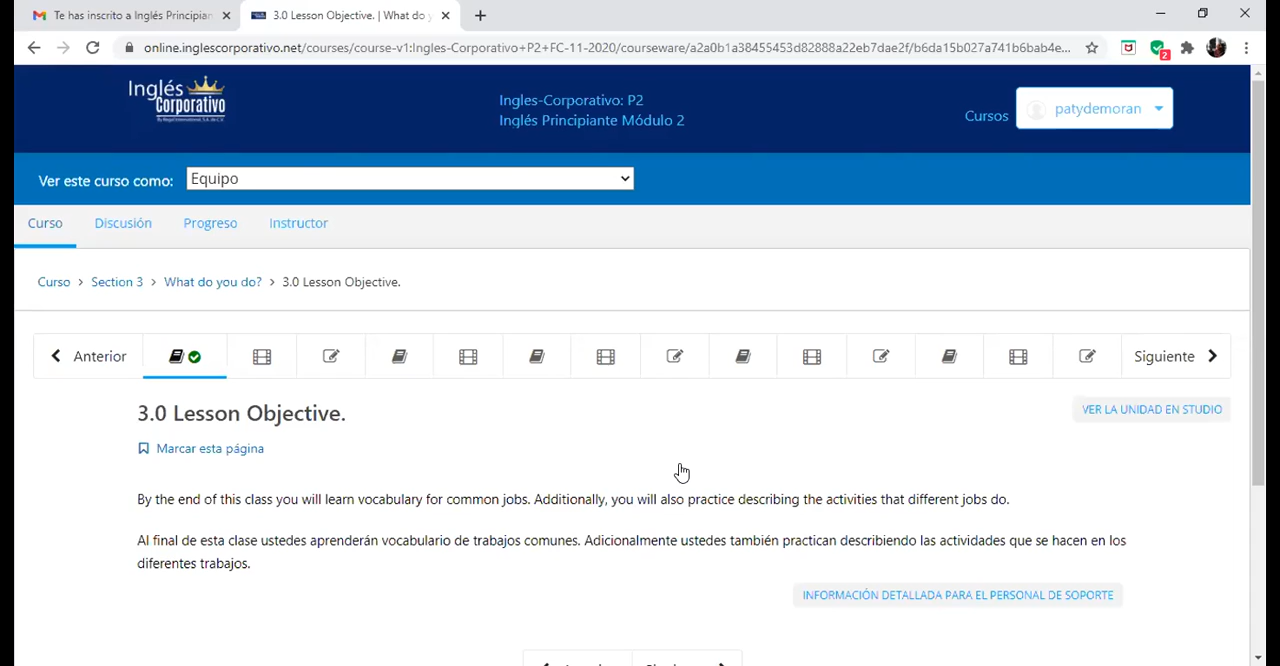 Te has inscrito a Inglés Principian
3.0 Lesson Objective. | What do y
online.inglescorporativo.net/courses/course-v1:Ingles-Corporativo+P2+FC-11-2020/courseware/a2a0b1a38455453d82888a22eb7dae2f/b6da15b027a741b6bab4e...
2
Inglés
Corporativo
Ingles-Corporativo: P2
Inglés Principiante Módulo 2
Cursos
patydemoran
Ver este curso como:
Equipo
Curso
Discusión
Progreso
Instructor
Curso > Section 3 > What do you do? > 3.0 Lesson Objective.
Anterior
Siguiente
3.0 Lesson Objective.
VER LA UNIDAD EN STUDIO
Marcar esta página
By the end of this class you will learn vocabulary for common jobs. Additionally, you will also practice describing the activities that different jobs do.
Al final de esta clase ustedes aprenderán vocabulario de trabajos comunes. Adicionalmente ustedes también practican describiendo las actividades que se hacen en los
diferentes trabajos.
INFORMACIÓN DETALLADA PARA EL PERSONAL DE SOPORTE